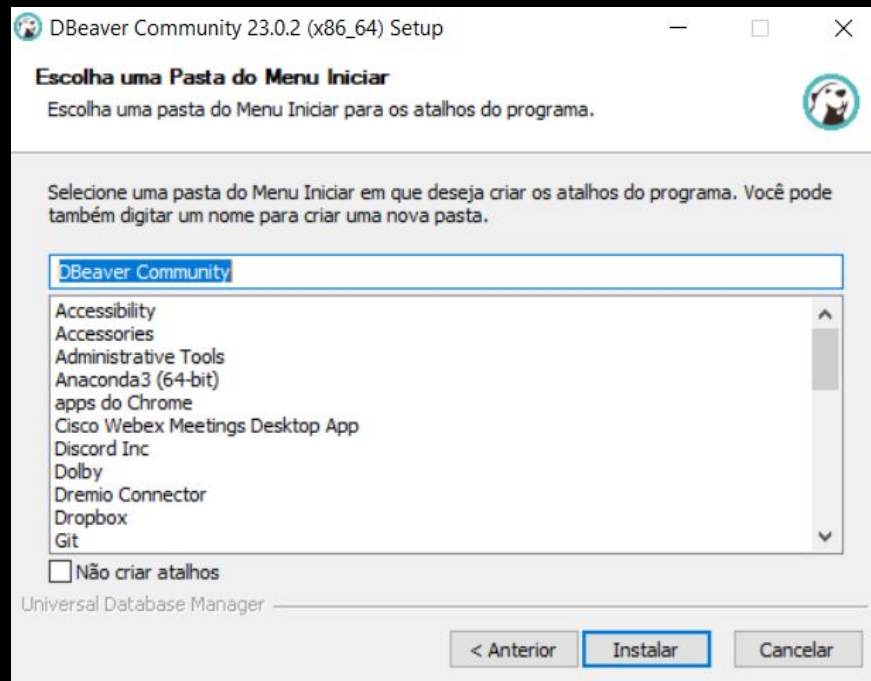 DBeaver Community 23.0.2 (x86_64) Setup
Escolha uma Pasta do Menu Iniciar
Escolha uma pasta do Menu Iniciar para os atalhos do programa.
Selecione uma pasta do Menu Iniciar em que deseja criar os atalhos do programa. Você pode
também digitar um nome para criar uma nova pasta.
DBeaver Community
Accessibility
Accessories
Administrative Tools
Anaconda3 (64-bit)
apps do Chrome
Cisco Webex Meetings Desktop App
Discord Inc
Dolby
Dremio Connector
Dropbox
Git
Não criar atalhos
Universal Database Manager
< Anterior
Instalar
Cancelar